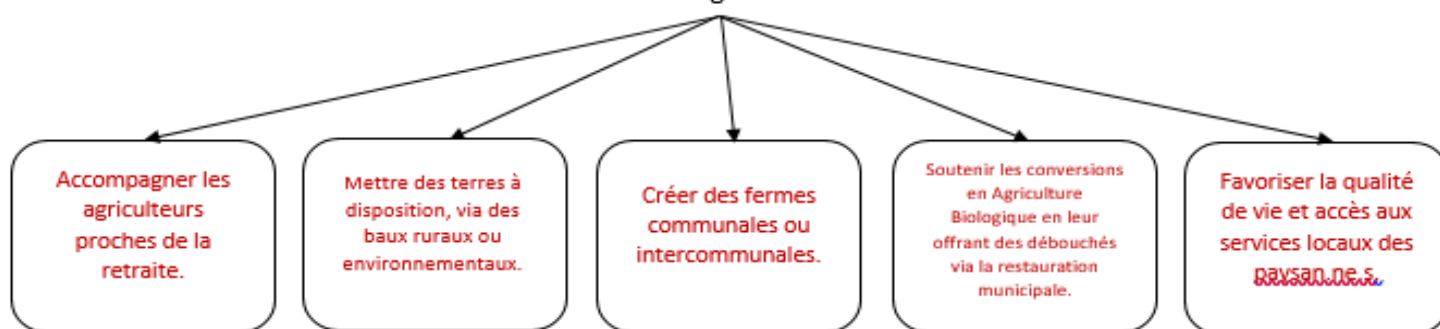 Accompagner les
agriculteurs
proches de la
retraite.
Mettre des terres à
disposition, via des
baux ruraux ou
environnementaux.
Créer des fermes
communales ou
intercommunales.
Soutenir les conversions
en Agriculture
Biologique en leur
offrant des débouchés
via la restauration
municipale.
Favoriser la qualité
de vie et accès aux
services locaux des
paysan.ne.s.